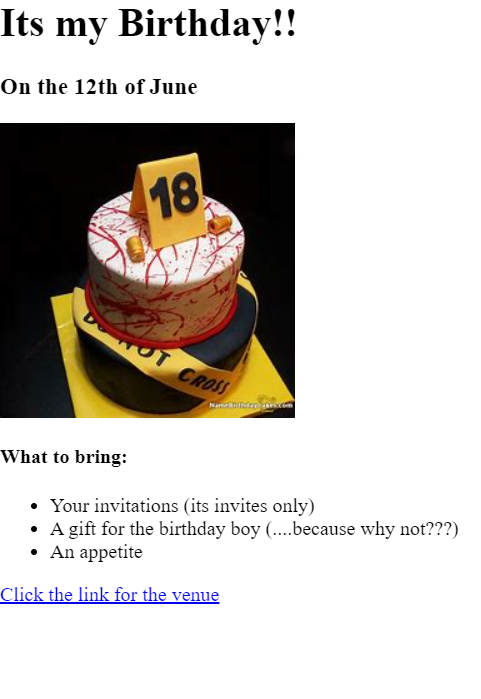 Its my Birthday!!
On the 12th of June
18
DO NOT CROSS
NameBirthdayCakes.com
What to bring:
Your invitations (its invites only)
A gift for the birthday boy (....because why not???)
An appetite
Click the link for the venue